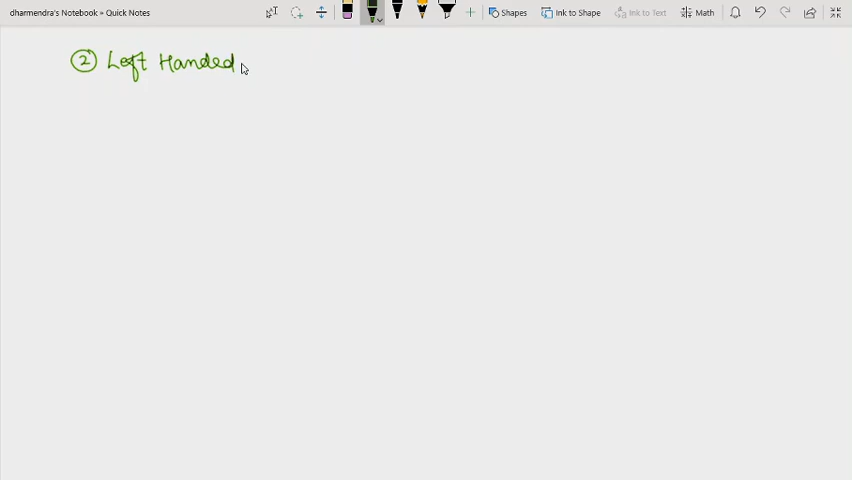 dharmendra's Notebook » Quick Notes
Shapes
Ink to Shape
Ink to Text
Math
② Left Handed